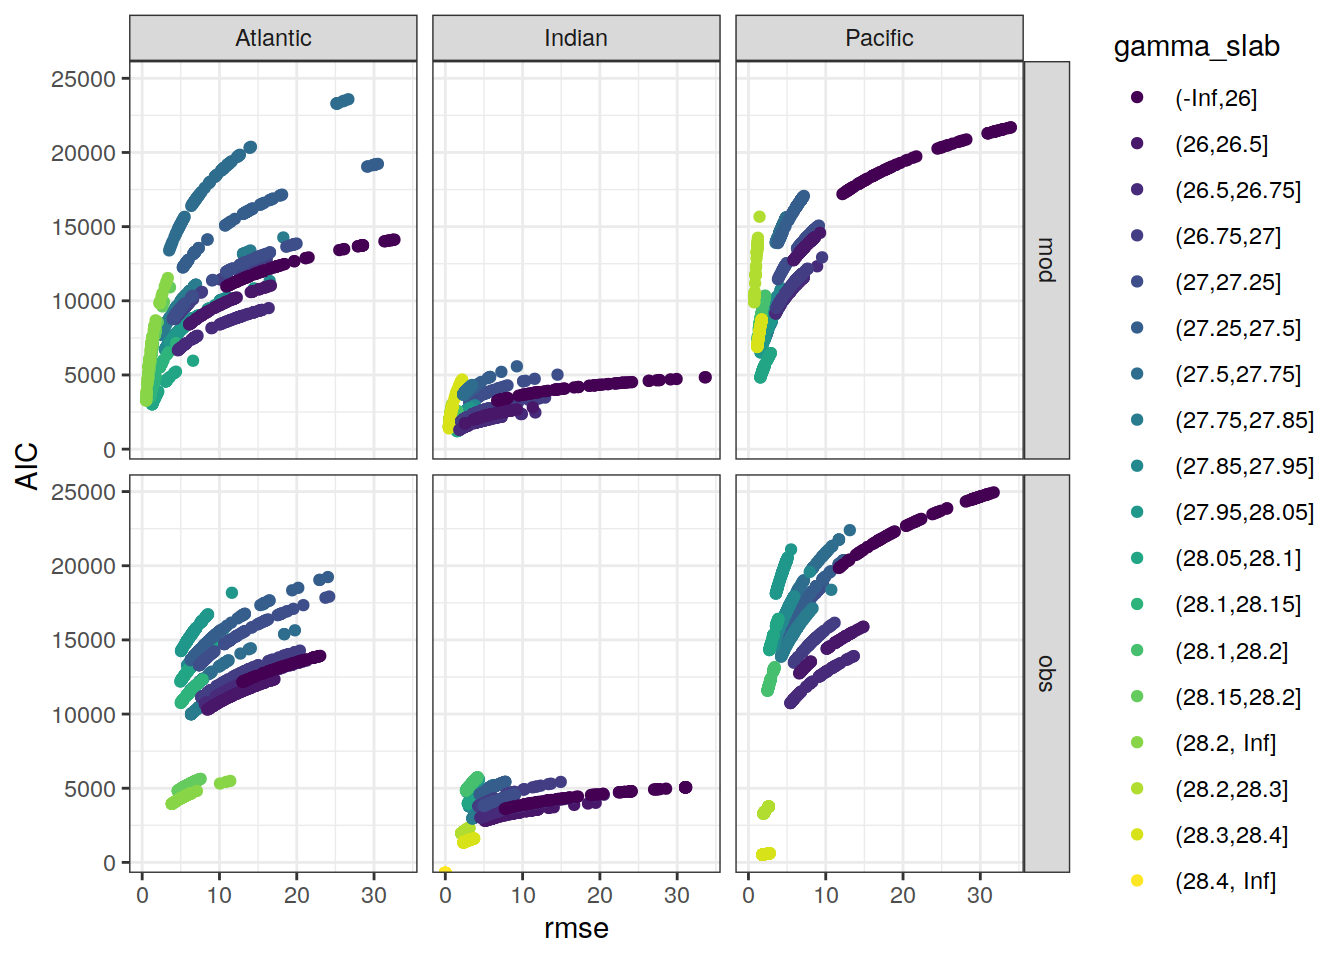 Atlantic Indian Pacific
25000
20000
15000
10000
5000
0
mod
25000
20000
15000
10000
5000
0
obs
AIC
0 10 20 30 0 10 20 30 0 10 20 30
rmse
gamma_slab
(-Inf,26]
(26,26.5]
(26.5,26.75]
(26.75,27]
(27,27.25]
(27.25,27.5]
(27.5,27.75]
(27.75,27.85]
(27.85,27.95]
(27.95,28.05]
(28.05,28.1]
(28.1,28.15]
(28.1,28.2]
(28.15,28.2]
(28.2, Inf]
(28.2,28.3]
(28.3,28.4]
(28.4, Inf]